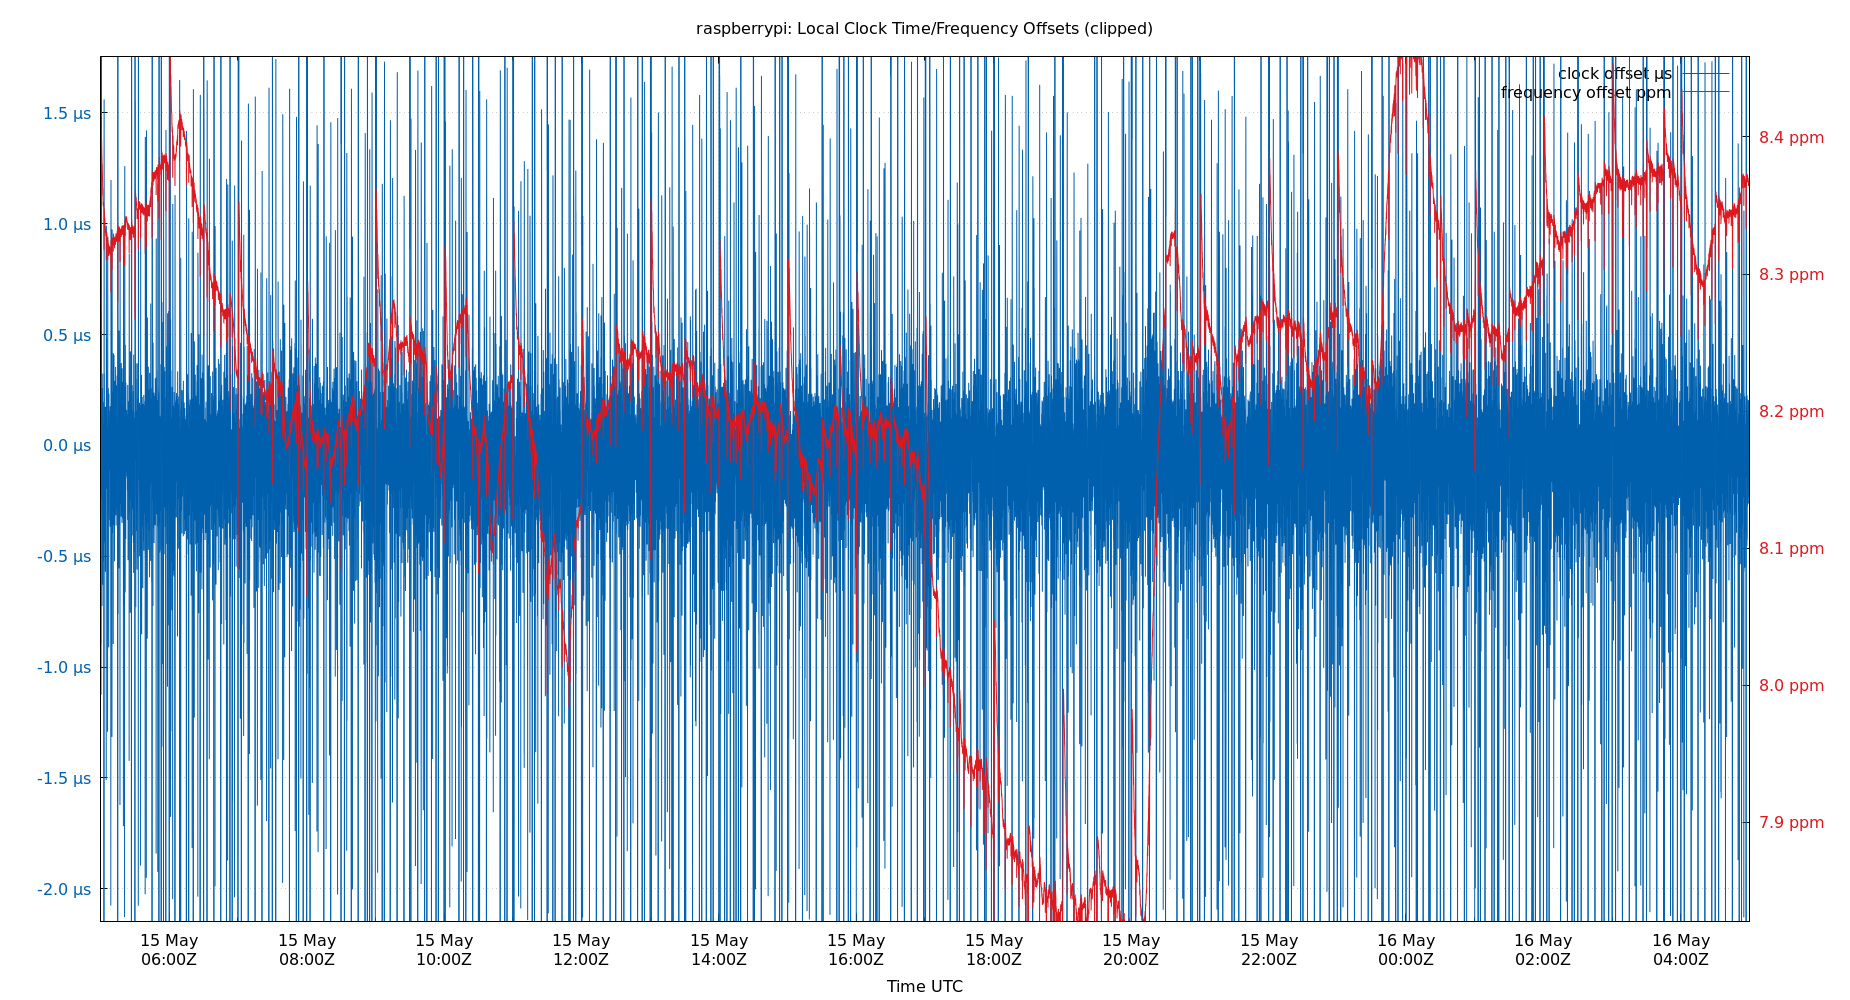 raspberrypi: Local Clock Time/Frequency Offsets (clipped)
clock offset µs
frequency offset ppm
1.5 µs
1.0 µs
0.5 µs
0.0 µs
-0.5 µs
-1.0 µs
-1.5 µs
-2.0 µs
8.4 ppm
8.3 ppm
8.2 ppm
8.1 ppm
8.0 ppm
7.9 ppm
15 May 15 May 15 May 15 May 15 May 15 May 15 May 15 May 15 May 16 May 16 May 16 May
06:00Z 08:00Z 10:00Z 12:00Z 14:00Z 16:00Z 18:00Z 20:00Z 22:00Z 00:00Z 02:00Z 04:00Z
Time UTC